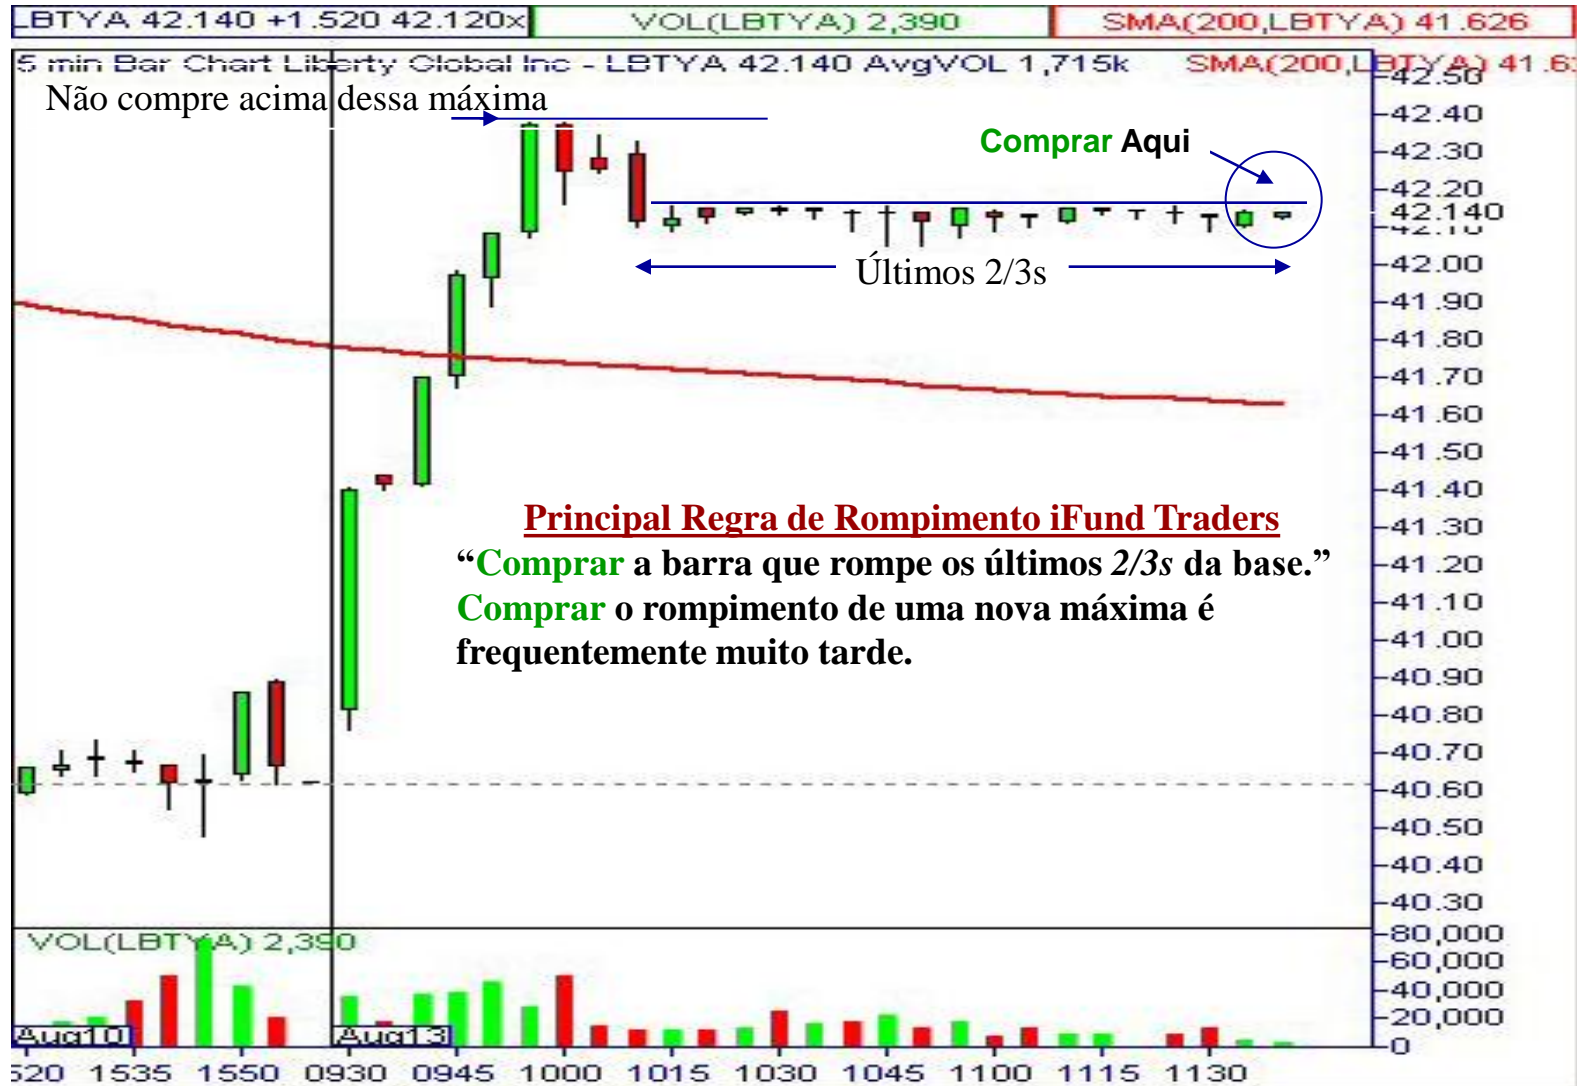 LBTYA 42.140 +1.520 42.120x
VOL(LBTYA) 2,390
SMA(200,LBTYA) 41.626
5 min Bar Chart Liberty Global Inc - LBTYA 42.140 AvgVOL 1,715k
SMA(200,LBTYA) 41.6
Não compre acima dessa máxima
Comprar Aqui
Últimos 2/3s
Principal Regra de Rompimento iFund Traders
“Comprar a barra que rompe os últimos 2/3s da base.”
Comprar o rompimento de uma nova máxima é
frequentemente muito tarde.
42.50
42.40
42.30
42.20
42.140
42.10
42.00
41.90
41.80
41.70
41.60
41.50
41.40
41.30
41.20
41.10
41.00
40.90
40.80
40.70
40.60
40.50
40.40
40.30
VOL(LBTYA) 2,390
80,000
60,000
40,000
20,000
0
Aug10
Aug13
520 1535 1550 0930 0945 1000 1015 1030 1045 1100 1115 1130